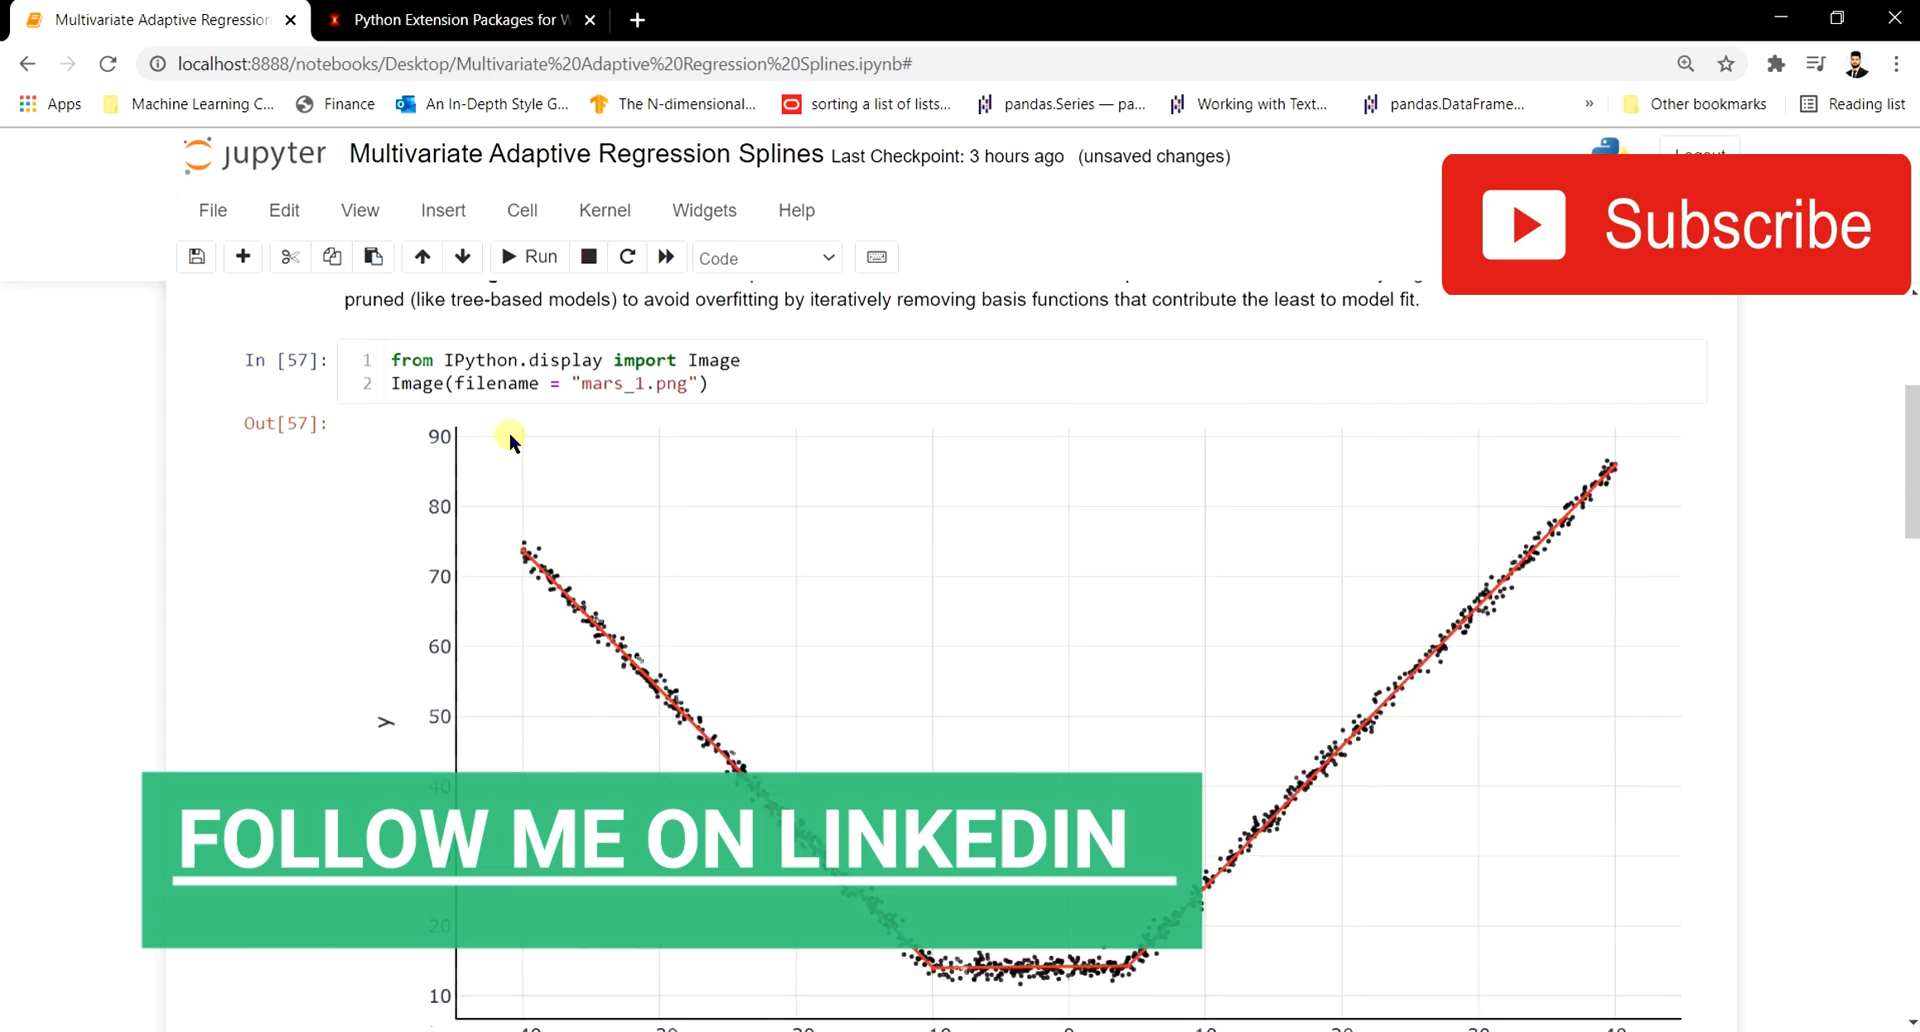 Multivariate Adaptive Regression
Python Extension Packages for W
localhost:8888/notebooks/Desktop/Multivariate%20Adaptive%20Regression%20Splines.ipynb#
Apps Machine Learning C... Finance An In-Depth Style G... The N-dimensional... sorting a list of lists... pandas.Series — pa... Working with Text... pandas.DataFrame... » Other bookmarks Reading list
jupyter Multivariate Adaptive Regression Splines Last Checkpoint: 3 hours ago (unsaved changes)
Logout
Subscribe
File Edit View Insert Cell Kernel Widgets Help
Run Code
pruned (like tree-based models) to avoid overfitting by iteratively removing basis functions that contribute the least to model fit.
In [57]: 1 from IPython.display import Image
2 Image(filename = "mars_1.png")
Out[57]:
90
80
70
60
50
y
40
FOLLOW ME ON LINKEDIN
20
10